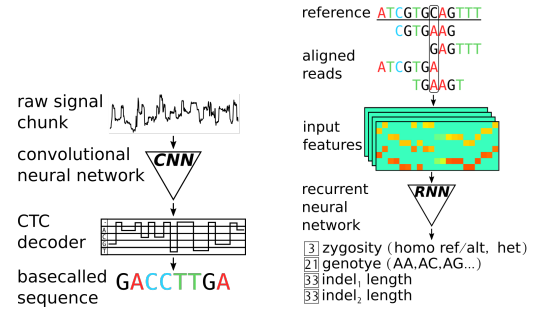 raw signal
chunk
convolutional
neural network
CNN
CTC
decoder
-
A
C
G
T
basecalled
sequence
GACCTTGA
reference
ATCGTGCAGTTT
CGTGAAG
GAGTTT
aligned
reads
ATCGTGA
TGAAGT
input
features
recurrent
neural
network
RNN
3 zygosity (homo ref/alt, het)
21 genotye (AA,AC,AG...)
33 indel₁ length
33 indel₂ length